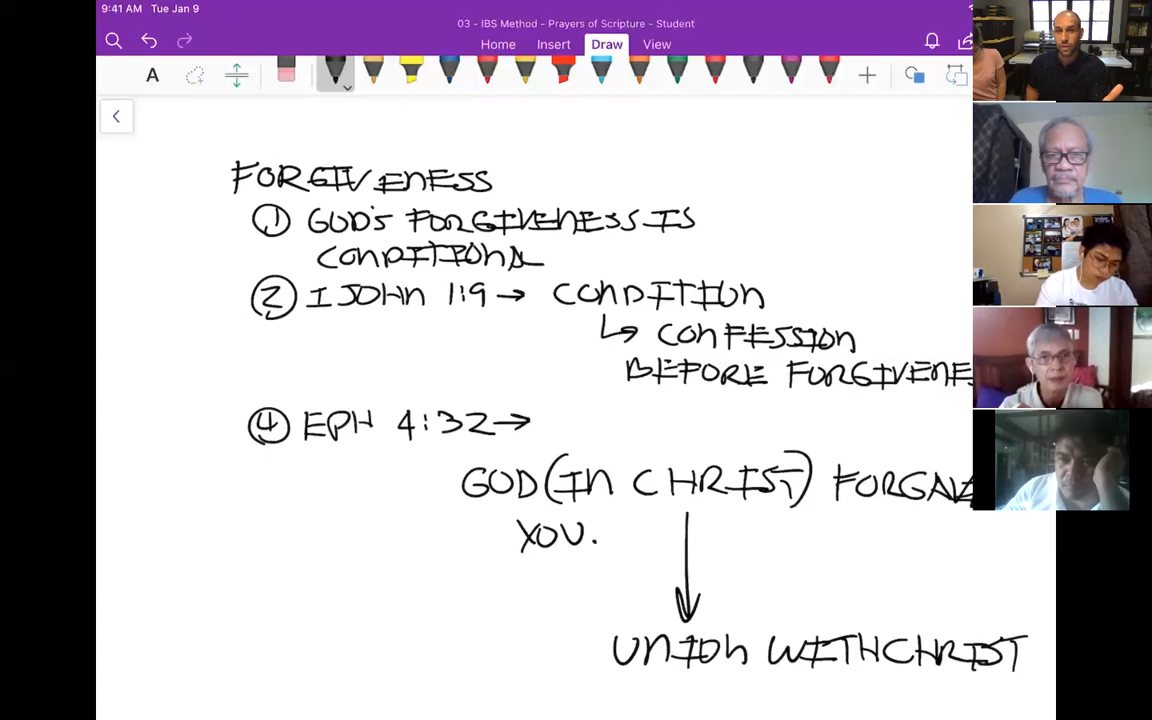 9:41 AM Tue Jan 9
03 - IBS Method - Prayers of Scripture - Student
Home Insert Draw View
A
FORGIVENESS
① GOD'S FORGIVENESS IS
CONDITIONA
② I JOHN 1:9 → CONDITION
↳ CONFESSION
BEFORE FORGIVENE
④ EPH 4:32 →
GOD (IN CHRIST) FORGAVE
YOU.
UNION WITH CHRIST